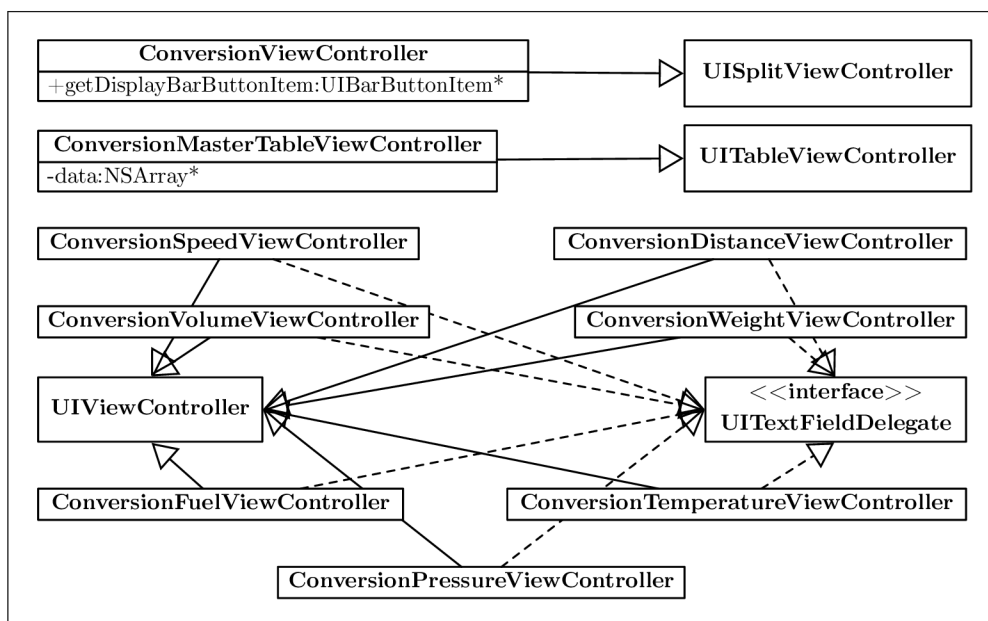 ConversionViewController
+getDisplayBarButtonItem:UIBarButtonItem*
UISplitViewController
ConversionMasterTableViewController
-data:NSArray*
UITableViewController
ConversionSpeedViewController
ConversionDistanceViewController
ConversionVolumeViewController
ConversionWeightViewController
UIViewController
<<interface>>
UITextFieldDelegate
ConversionFuelViewController
ConversionTemperatureViewController
ConversionPressureViewController